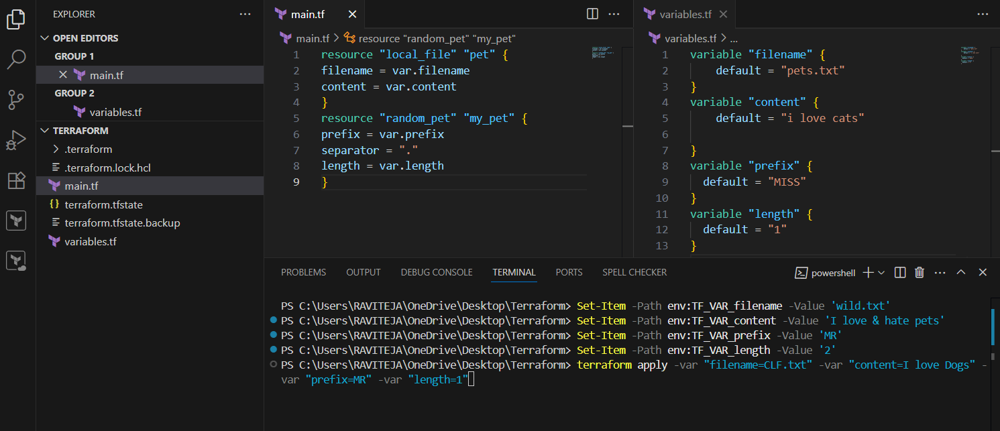 EXPLORER
OPEN EDITORS
GROUP 1
main.tf
GROUP 2
variables.tf
TERRAFORM
.terraform
.terraform.lock.hcl
main.tf
terraform.tfstate
terraform.tfstate.backup
variables.tf
main.tf
main.tf > resource "random_pet" "my_pet"
1 resource "local_file" "pet" {
2 filename = var.filename
3 content = var.content
4 }
5 resource "random_pet" "my_pet" {
6 prefix = var.prefix
7 separator = "."
8 length = var.length
9 }
variables.tf
variables.tf > ...
1 variable "filename" {
2 default = "pets.txt"
3 }
4 variable "content" {
5 default = "i love cats"
6
7 }
8 variable "prefix" {
9 default = "MISS"
10 }
11 variable "length" {
12 default = "1"
13 }
PROBLEMS OUTPUT DEBUG CONSOLE TERMINAL PORTS SPELL CHECKER powershell
PS C:\Users\RAVITEJA\OneDrive\Desktop\Terraform> Set-Item -Path env:TF_VAR_filename -Value 'wild.txt'
PS C:\Users\RAVITEJA\OneDrive\Desktop\Terraform> Set-Item -Path env:TF_VAR_content -Value 'I love & hate pets'
PS C:\Users\RAVITEJA\OneDrive\Desktop\Terraform> Set-Item -Path env:TF_VAR_prefix -Value 'MR'
PS C:\Users\RAVITEJA\OneDrive\Desktop\Terraform> Set-Item -Path env:TF_VAR_length -Value '2'
PS C:\Users\RAVITEJA\OneDrive\Desktop\Terraform> terraform apply -var "filename=CLF.txt" -var "content=I love Dogs" -
var "prefix=MR" -var "length=1"